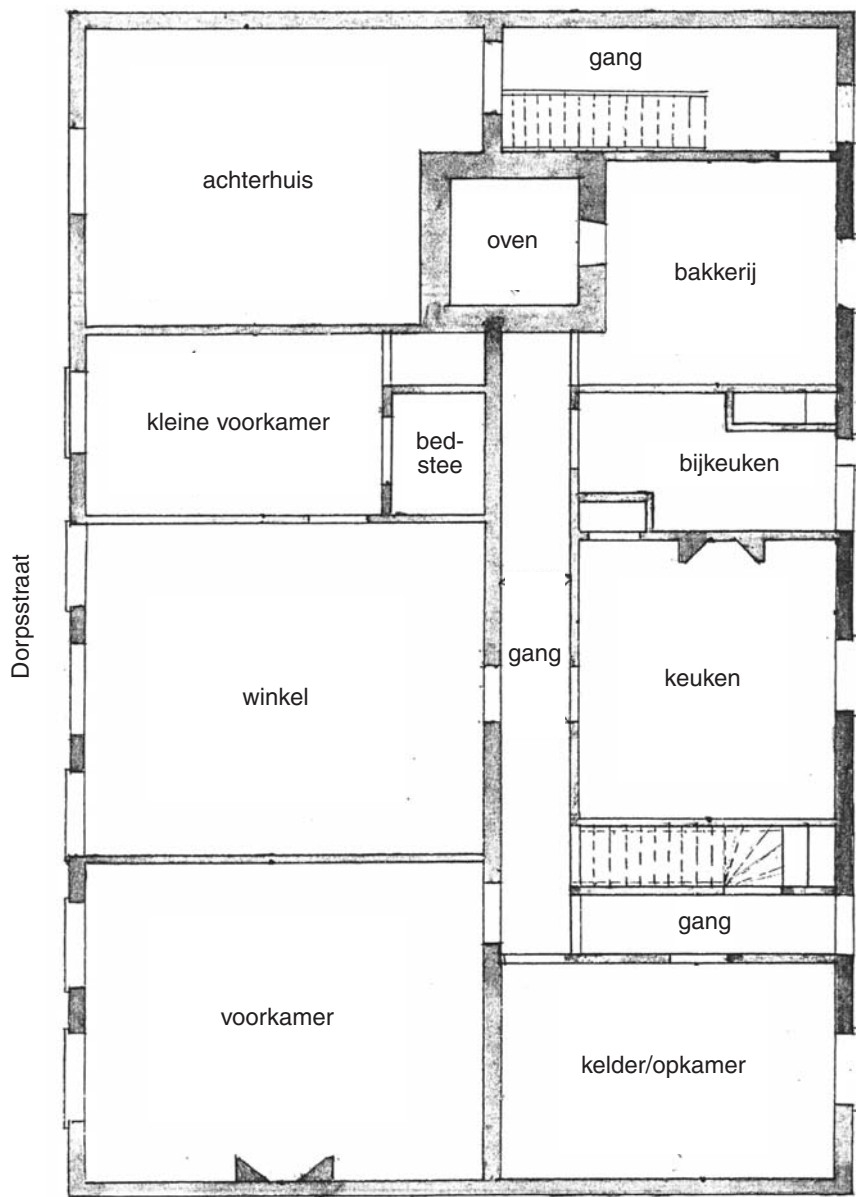 gang
achterhuis
oven
bakkerij
kleine voorkamer
bed-
stee
bijkeuken
Dorpsstraat
gang
keuken
winkel
gang
voorkamer
kelder/opkamer